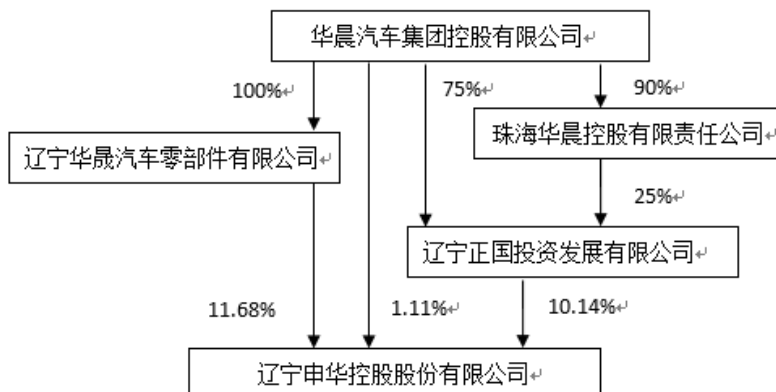 华晨汽车集团控股有限公司
100%
75%
90%
辽宁华晟汽车零部件有限公司
珠海华晨控股有限责任公司
25%
辽宁正国投资发展有限公司
11.68%
1.11%
10.14%
辽宁申华控股股份有限公司